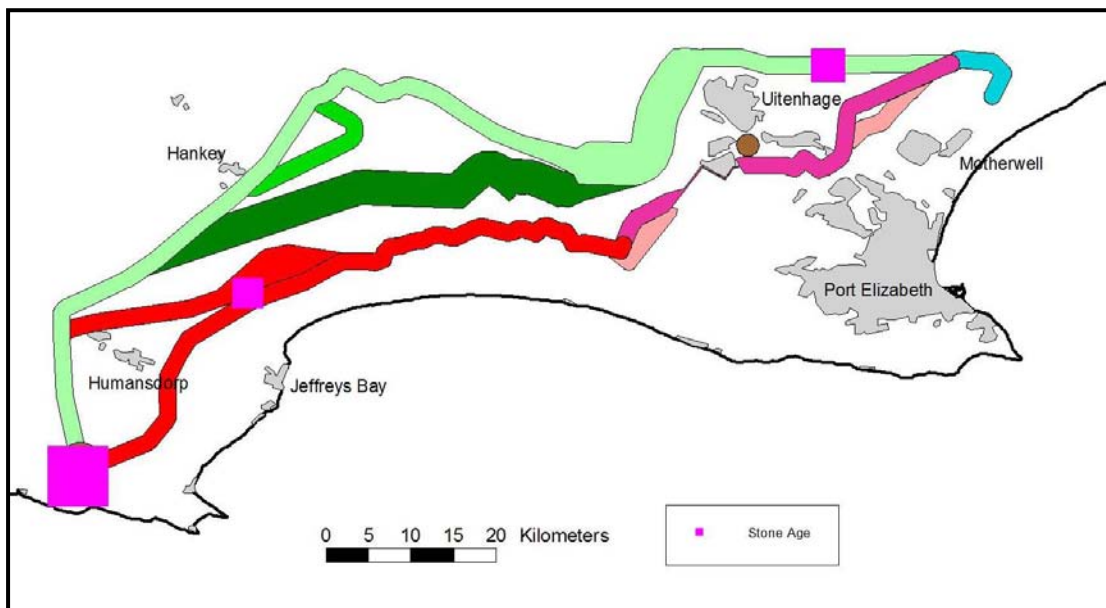 Uitenhage
Hankey
Motherwell
Port Elizabeth
Humansdorp
Jeffreys Bay
0 5 10 15 20 Kilometers
Stone Age